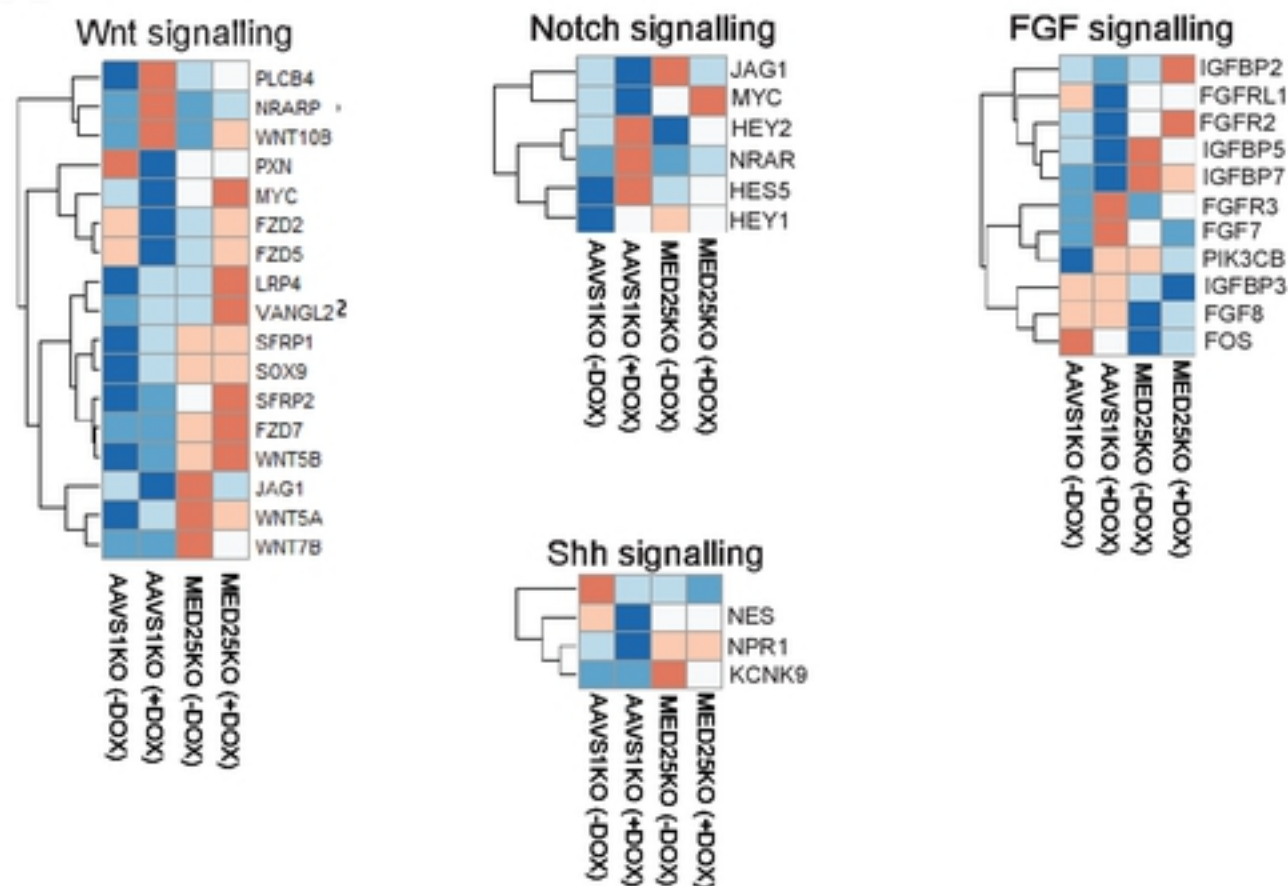 Wnt signalling
PLCB4
NRARP
WNT10B
PXN
MYC
FZD2
FZD5
LRP4
VANGL2
SFRP1
SOX9
SFRP2
FZD7
WNT5B
JAG1
WNT5A
WNT7B
AAVS1KO (-DOX)
AAVS1KO (+DOX)
MED25KO (-DOX)
MED25KO (+DOX)
Notch signalling
JAG1
MYC
HEY2
NRAR
HES5
HEY1
AAVS1KO (-DOX)
AAVS1KO (+DOX)
MED25KO (-DOX)
MED25KO (+DOX)
Shh signalling
NES
NPR1
KCNK9
AAVS1KO (-DOX)
AAVS1KO (+DOX)
MED25KO (-DOX)
MED25KO (+DOX)
FGF signalling
IGFBP2
FGFRL1
FGFR2
IGFBP5
IGFBP7
FGFR3
FGF7
PIK3CB
IGFBP3
FGF8
FOS
AAVS1KO (-DOX)
AAVS1KO (+DOX)
MED25KO (-DOX)
MED25KO (+DOX)